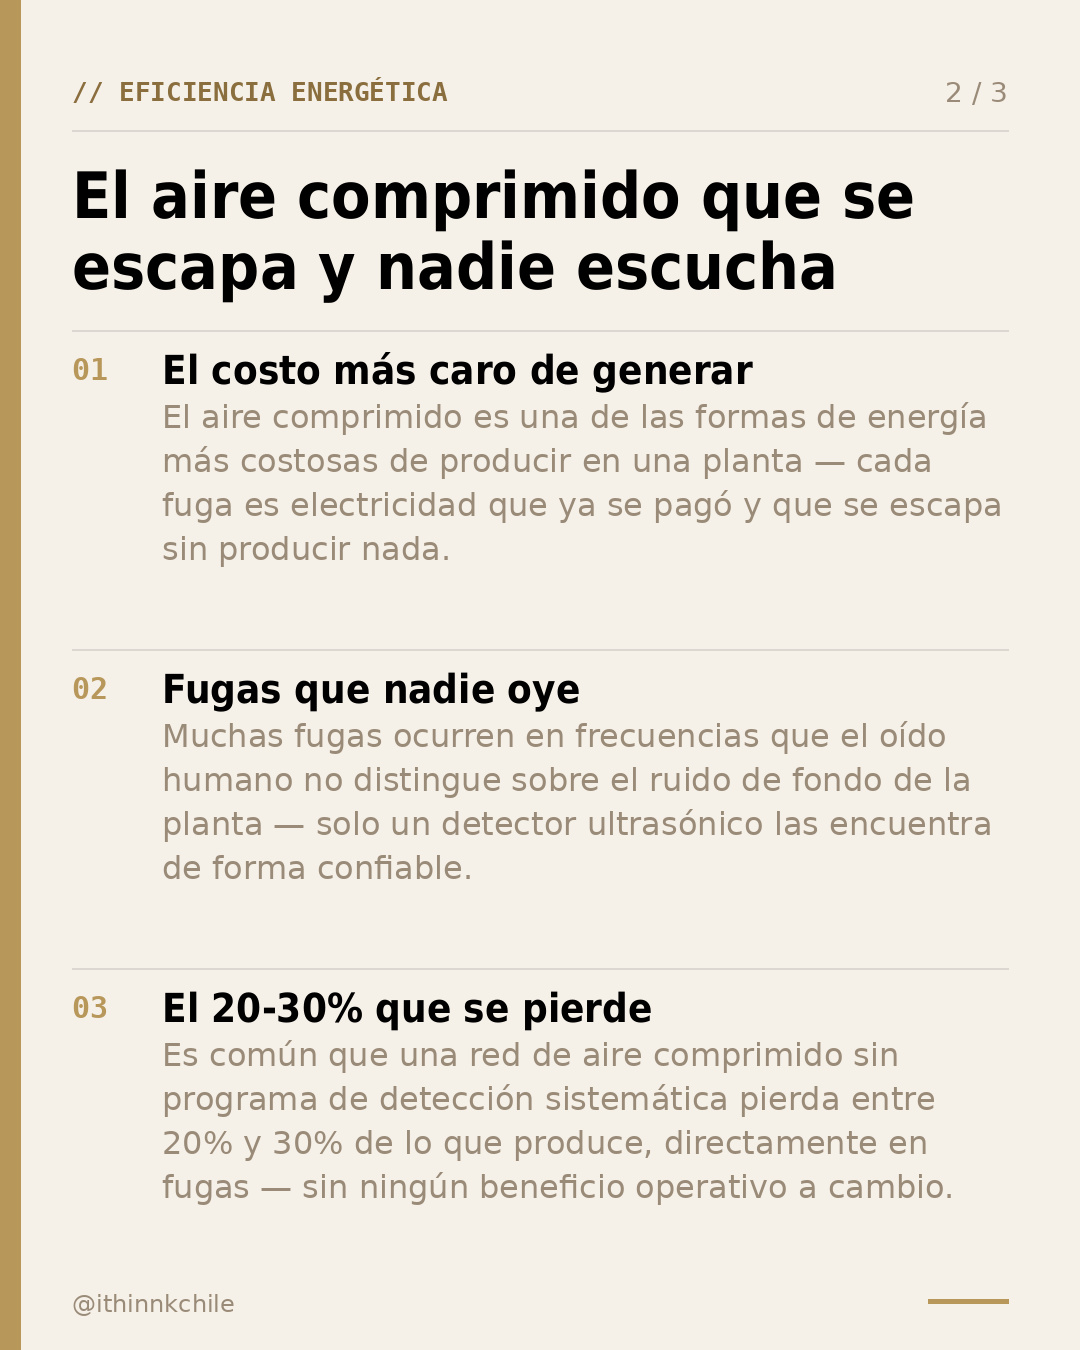 // EFICIENCIA ENERGÉTICA
2 / 3
El aire comprimido que se
escapa y nadie escucha
01
El costo más caro de generar
El aire comprimido es una de las formas de energía
más costosas de producir en una planta — cada
fuga es electricidad que ya se pagó y que se escapa
sin producir nada.
02
Fugas que nadie oye
Muchas fugas ocurren en frecuencias que el oído
humano no distingue sobre el ruido de fondo de la
planta — solo un detector ultrasónico las encuentra
de forma confiable.
03
El 20-30% que se pierde
Es común que una red de aire comprimido sin
programa de detección sistemática pierda entre
20% y 30% de lo que produce, directamente en
fugas — sin ningún beneficio operativo a cambio.
@ithinnkchile